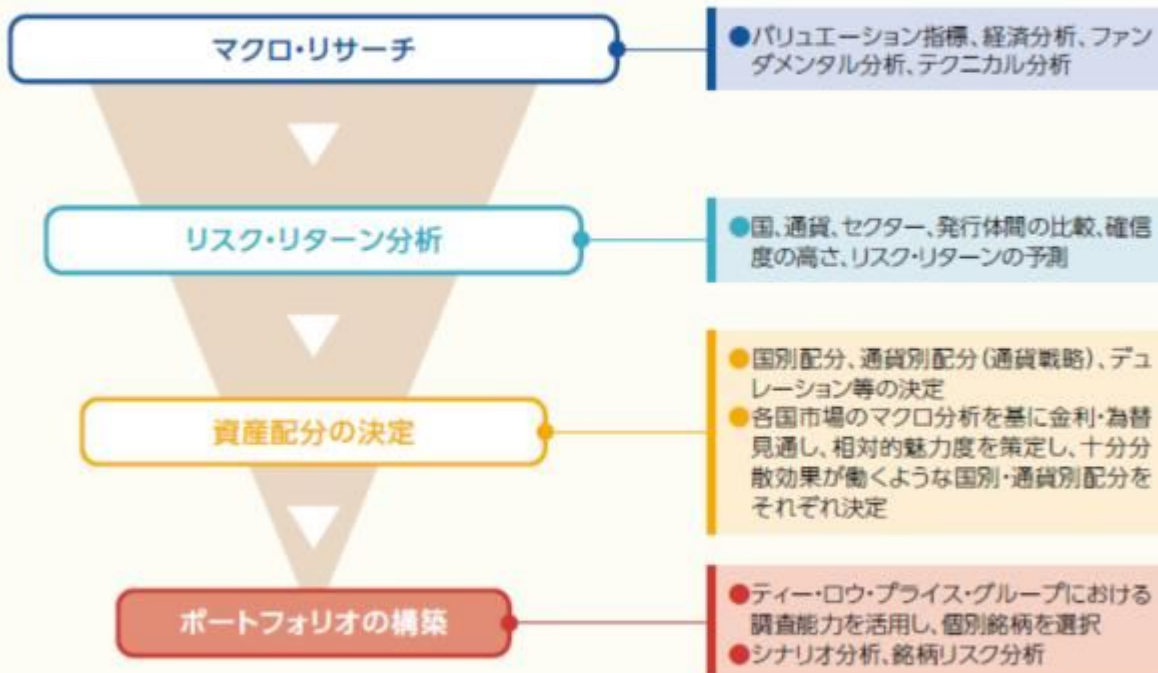 マクロ・リサーチ
●バリュエーション指標、経済分析、ファン
ダメンタル分析、テクニカル分析
リスク・リターン分析
●国、通貨、セクター、発行体間の比較、確信
度の高さ、リスク・リターンの予測
資産配分の決定
●国別配分、通貨別配分(通貨戦略)、デュ
レーション等の決定
●各国市場のマクロ分析を基に金利・為替
見通し、相対的魅力度を策定し、十分分
散効果が働くような国別・通貨別配分を
それぞれ決定
ポートフォリオの構築
●ティー・ロウ・プライス・グループにおける
調査能力を活用し、個別銘柄を選択
●シナリオ分析、銘柄リスク分析